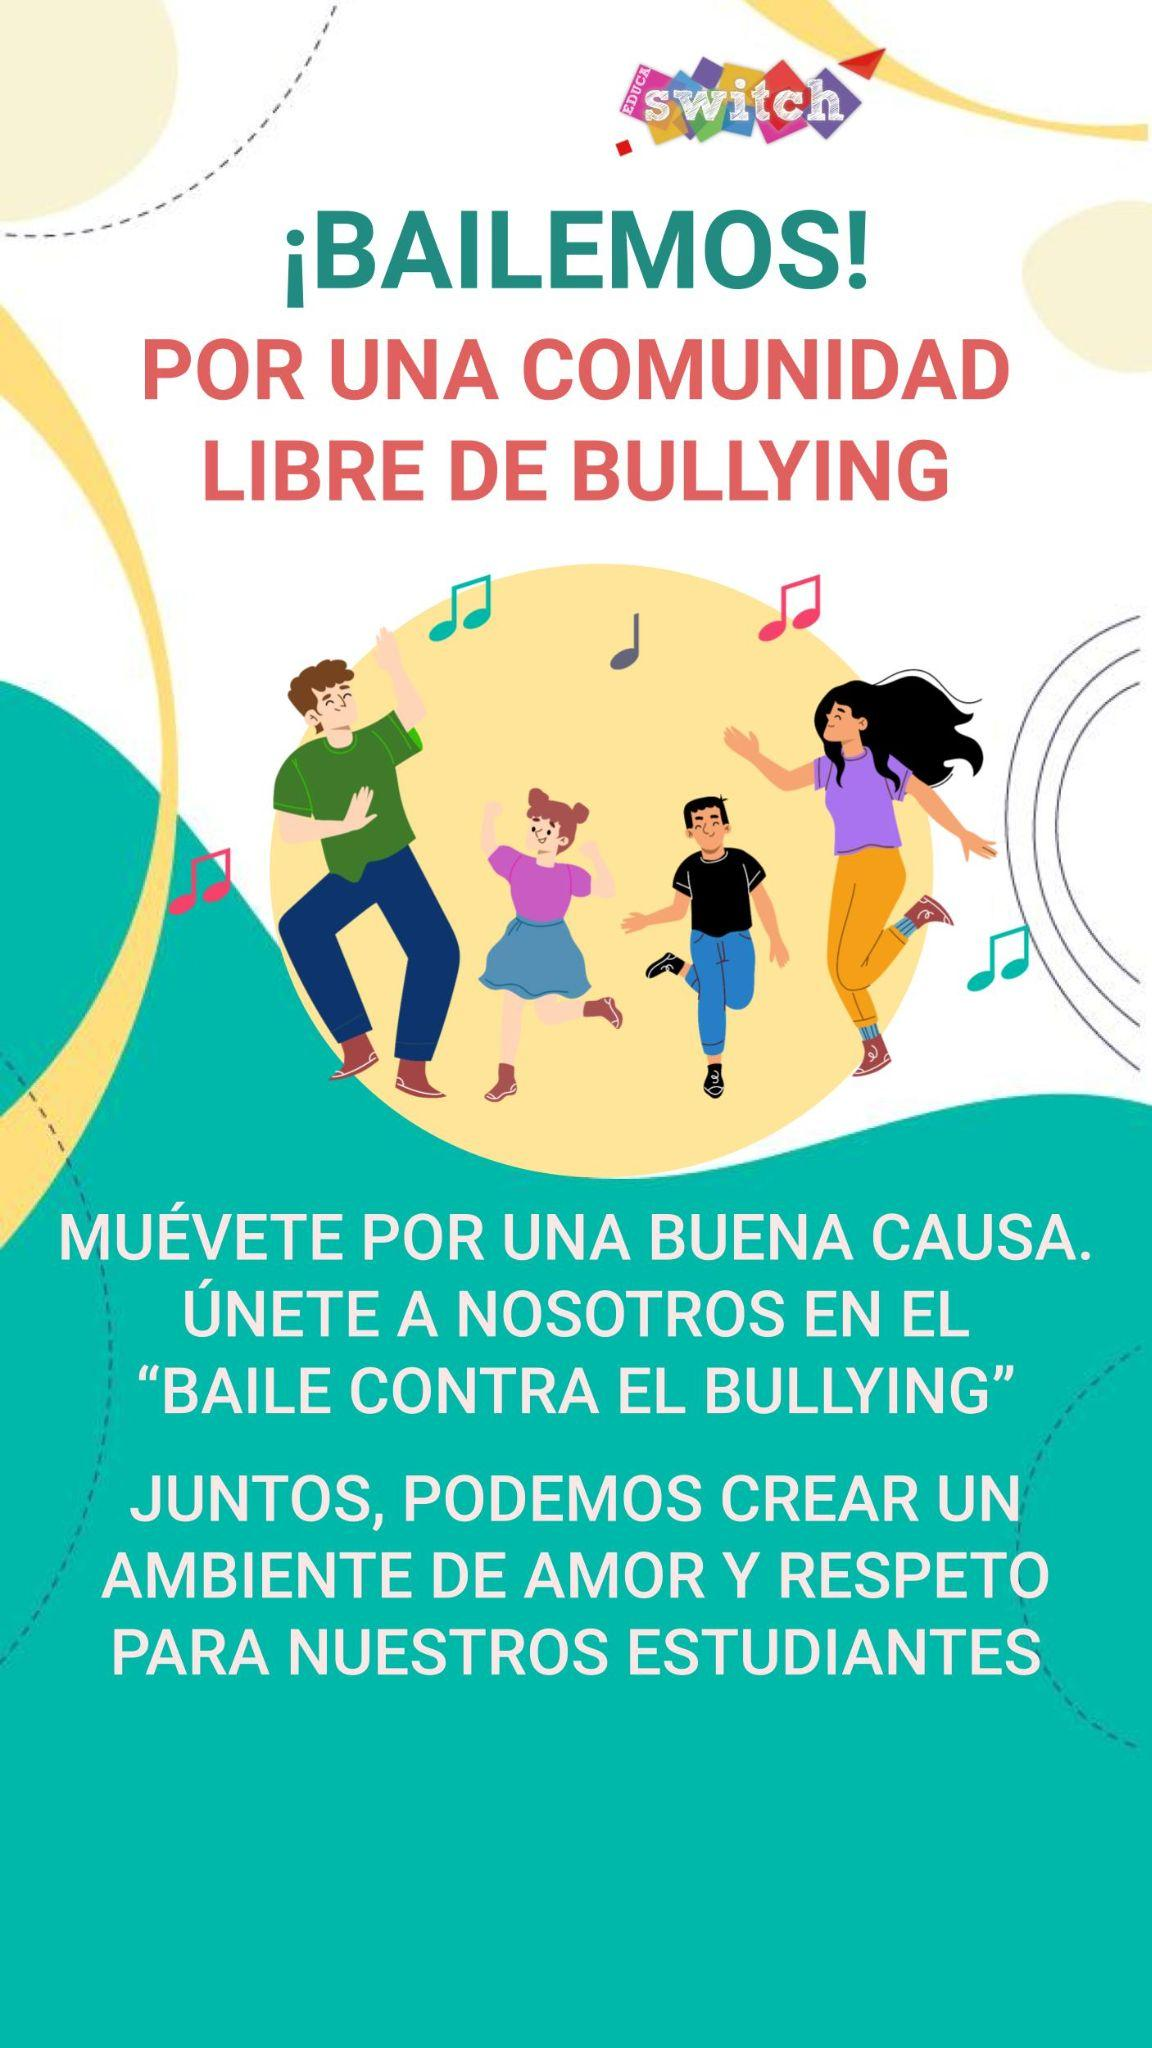 EDUCA
switch
¡BAILEMOS!
POR UNA COMUNIDAD
LIBRE DE BULLYING
MUÉVETE POR UNA BUENA CAUSA.
ÚNETE A NOSOTROS EN EL
“BAILE CONTRA EL BULLYING”
JUNTOS, PODEMOS CREAR UN
AMBIENTE DE AMOR Y RESPETO
PARA NUESTROS ESTUDIANTES